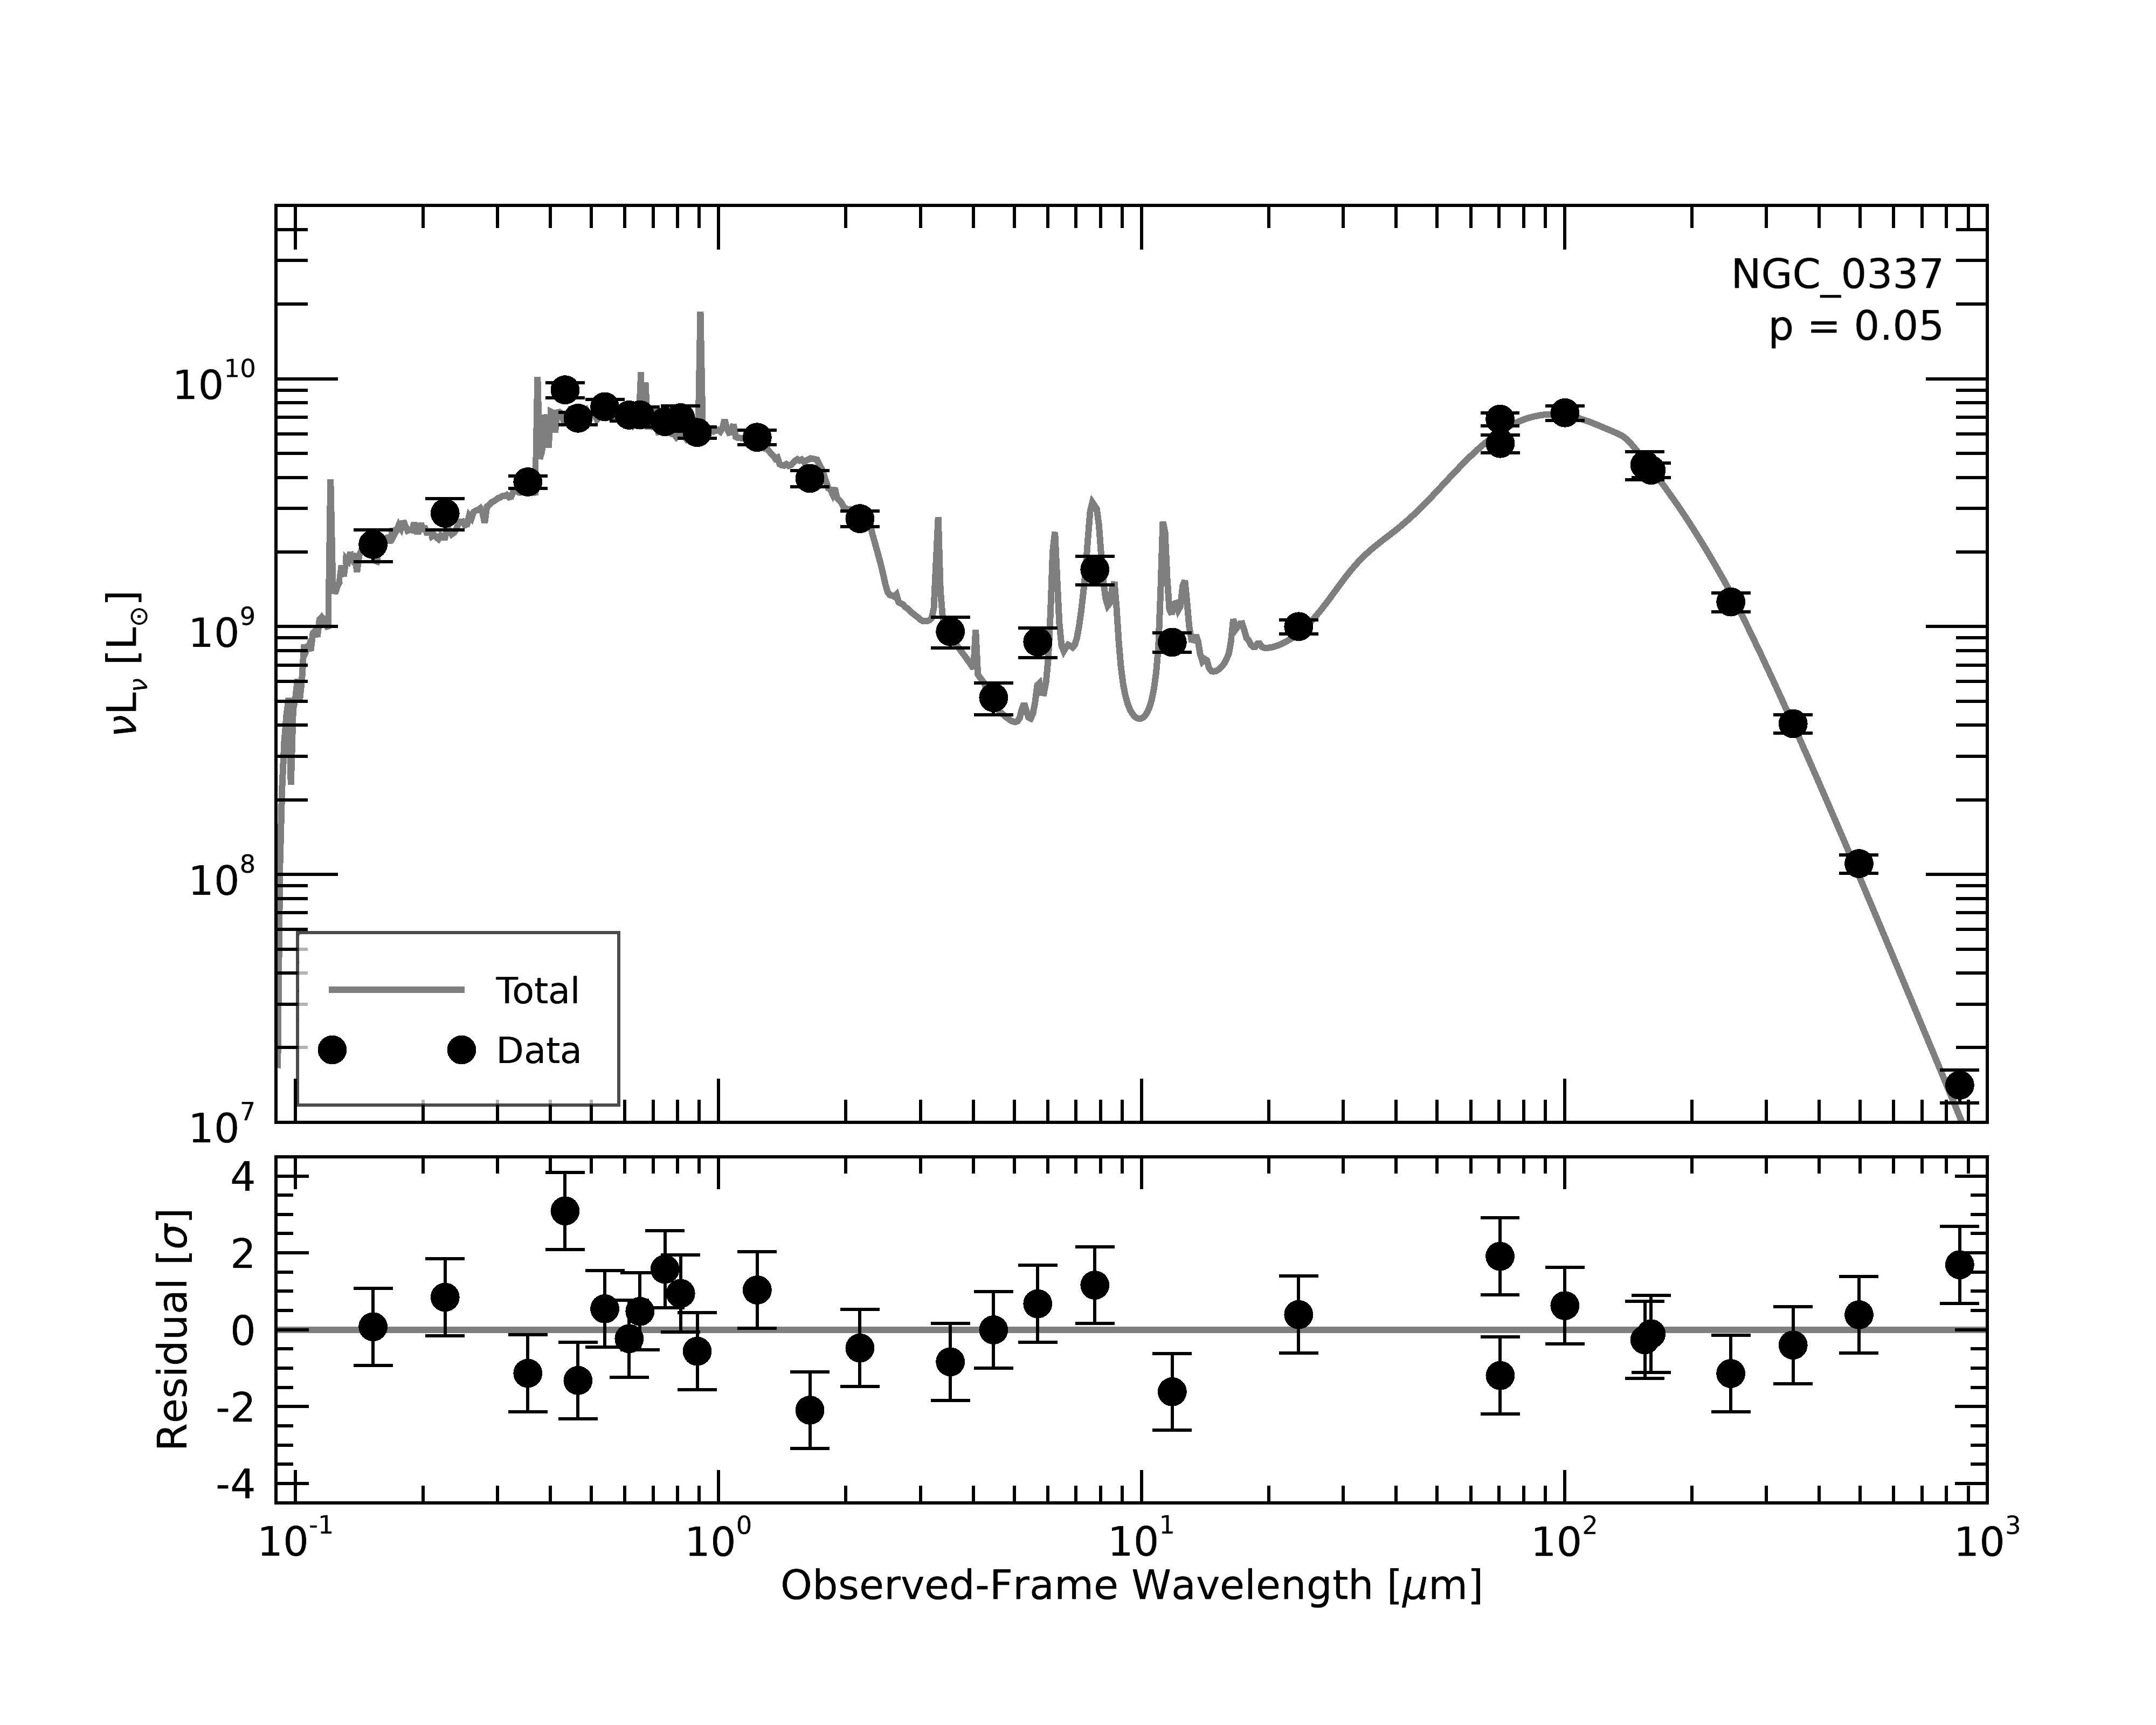 NGC_0337
p = 0.05
10^10
10^9
10^8
10^7
νL_ν [L_⊙]
Total
Data
4
2
0
-2
-4
Residual [σ]
10^-1
10^0
10^1
10^2
10^3
Observed-Frame Wavelength [μm]